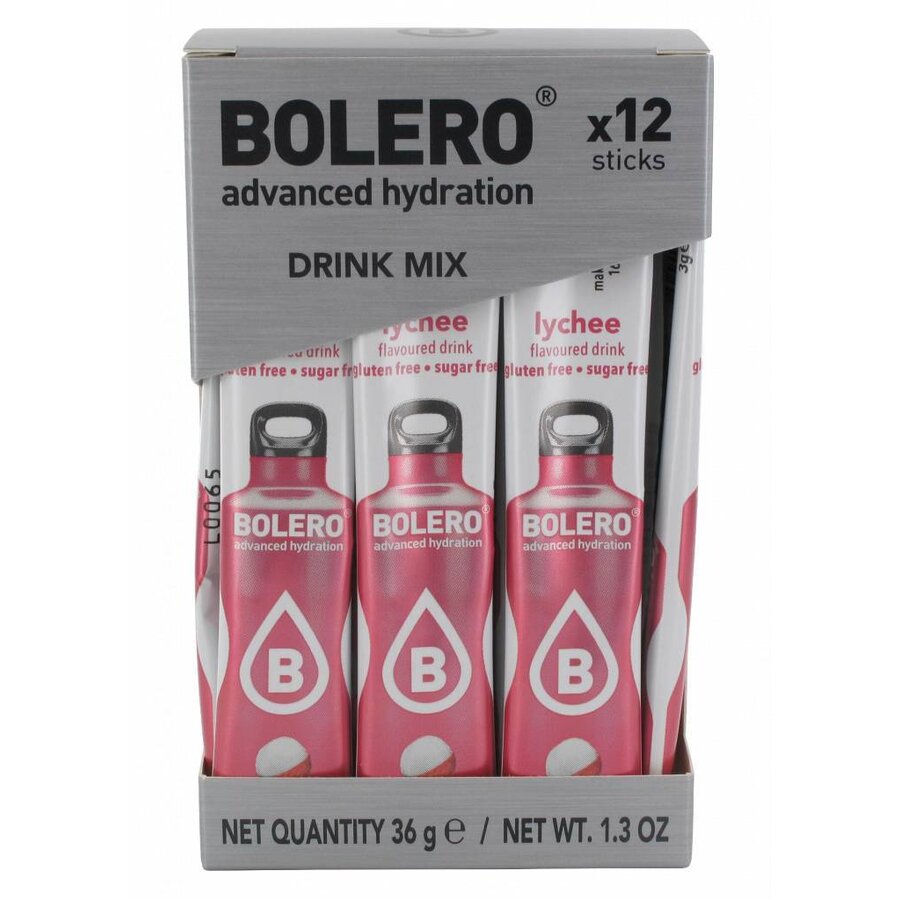 BOLERO®
advanced hydration
x12
sticks
DRINK MIX
3g e
lychee
flavoured drink
gluten free • sugar free
lychee
flavoured drink
gluten free • sugar free
L0065
BOLERO®
advanced hydration
B
BOLERO®
advanced hydration
B
BOLERO®
advanced hydration
B
NET QUANTITY 36 g ℮ / NET WT. 1.3 OZ